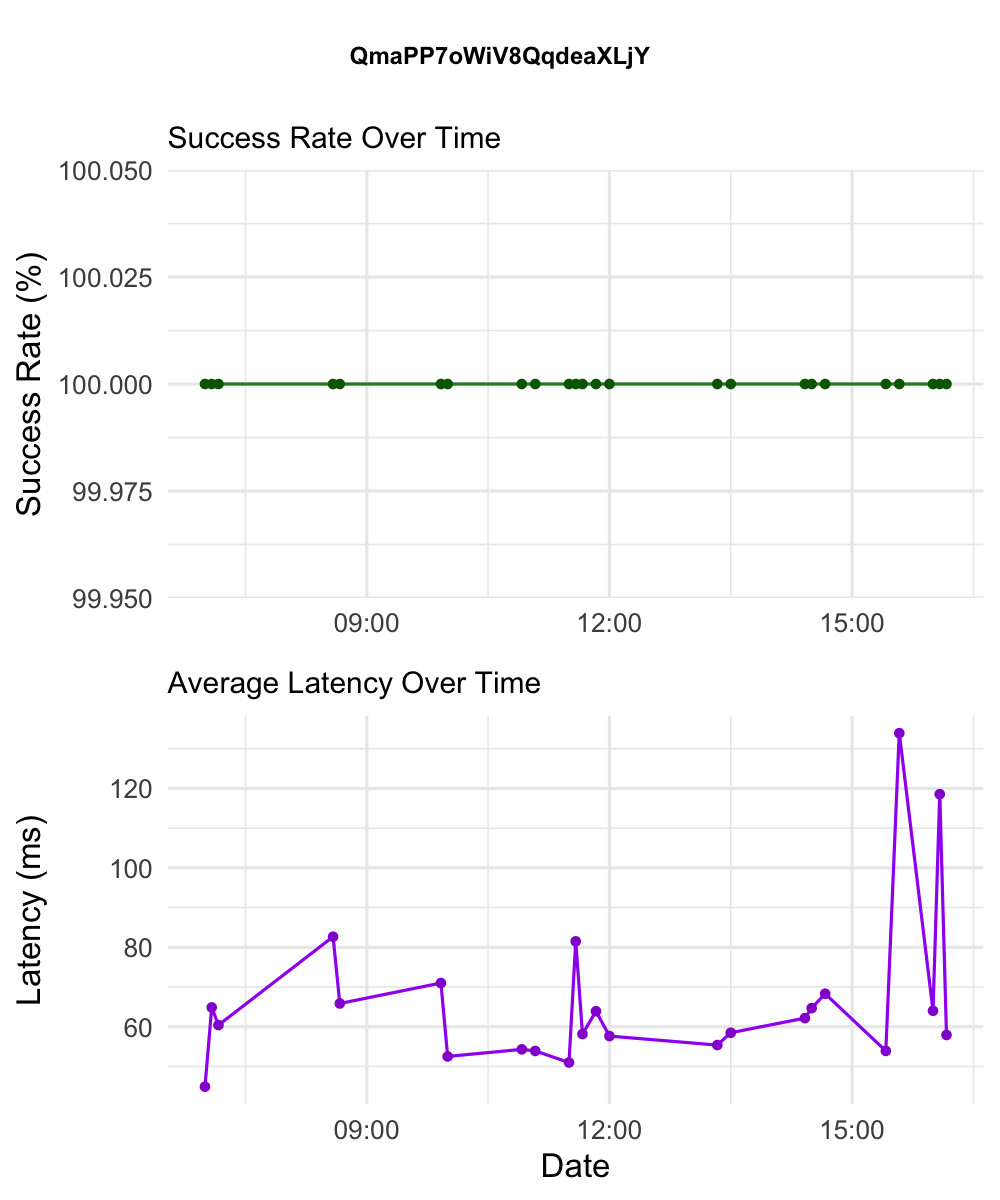 QmaPP7oWiV8QqdeaXLjY
Success Rate Over Time
Success Rate (%)
100.050
100.025
100.000
99.975
99.950
09:00 12:00 15:00
Average Latency Over Time
Latency (ms)
120
100
80
60
09:00 12:00 15:00
Date